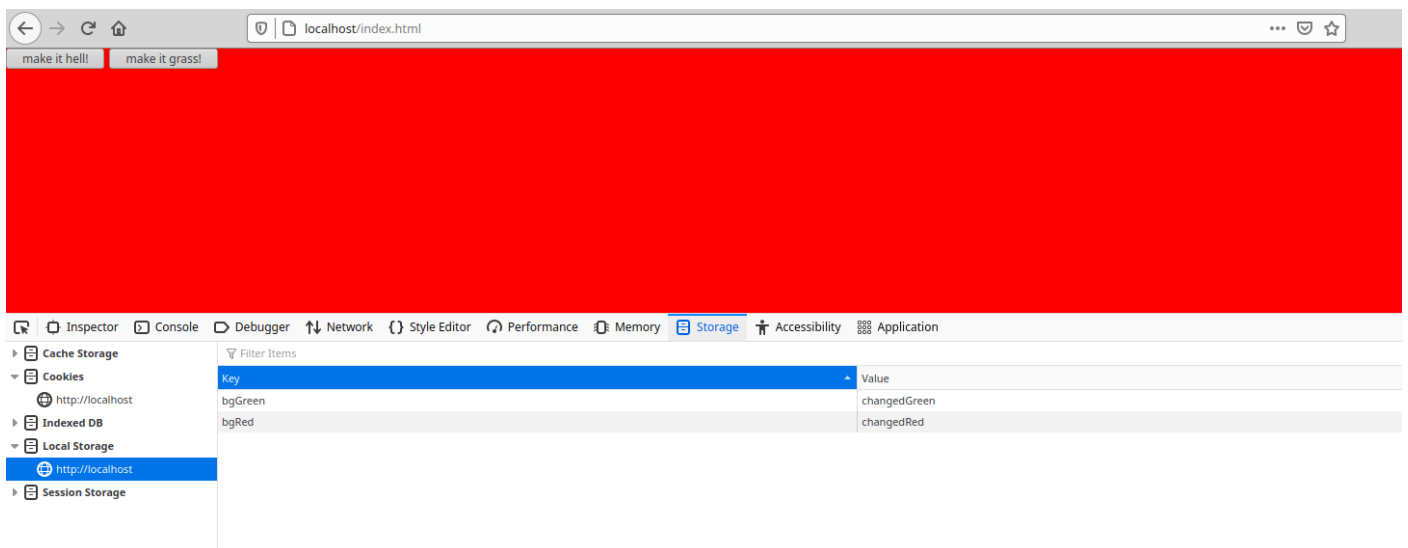 localhost/index.html
make it hell! make it grass!
Inspector Console Debugger Network Style Editor Performance Memory Storage Accessibility Application
Cache Storage
Filter Items
Cookies
Key Value
http://localhost
bgGreen changedGreen
Indexed DB
bgRed changedRed
Local Storage
http://localhost
Session Storage